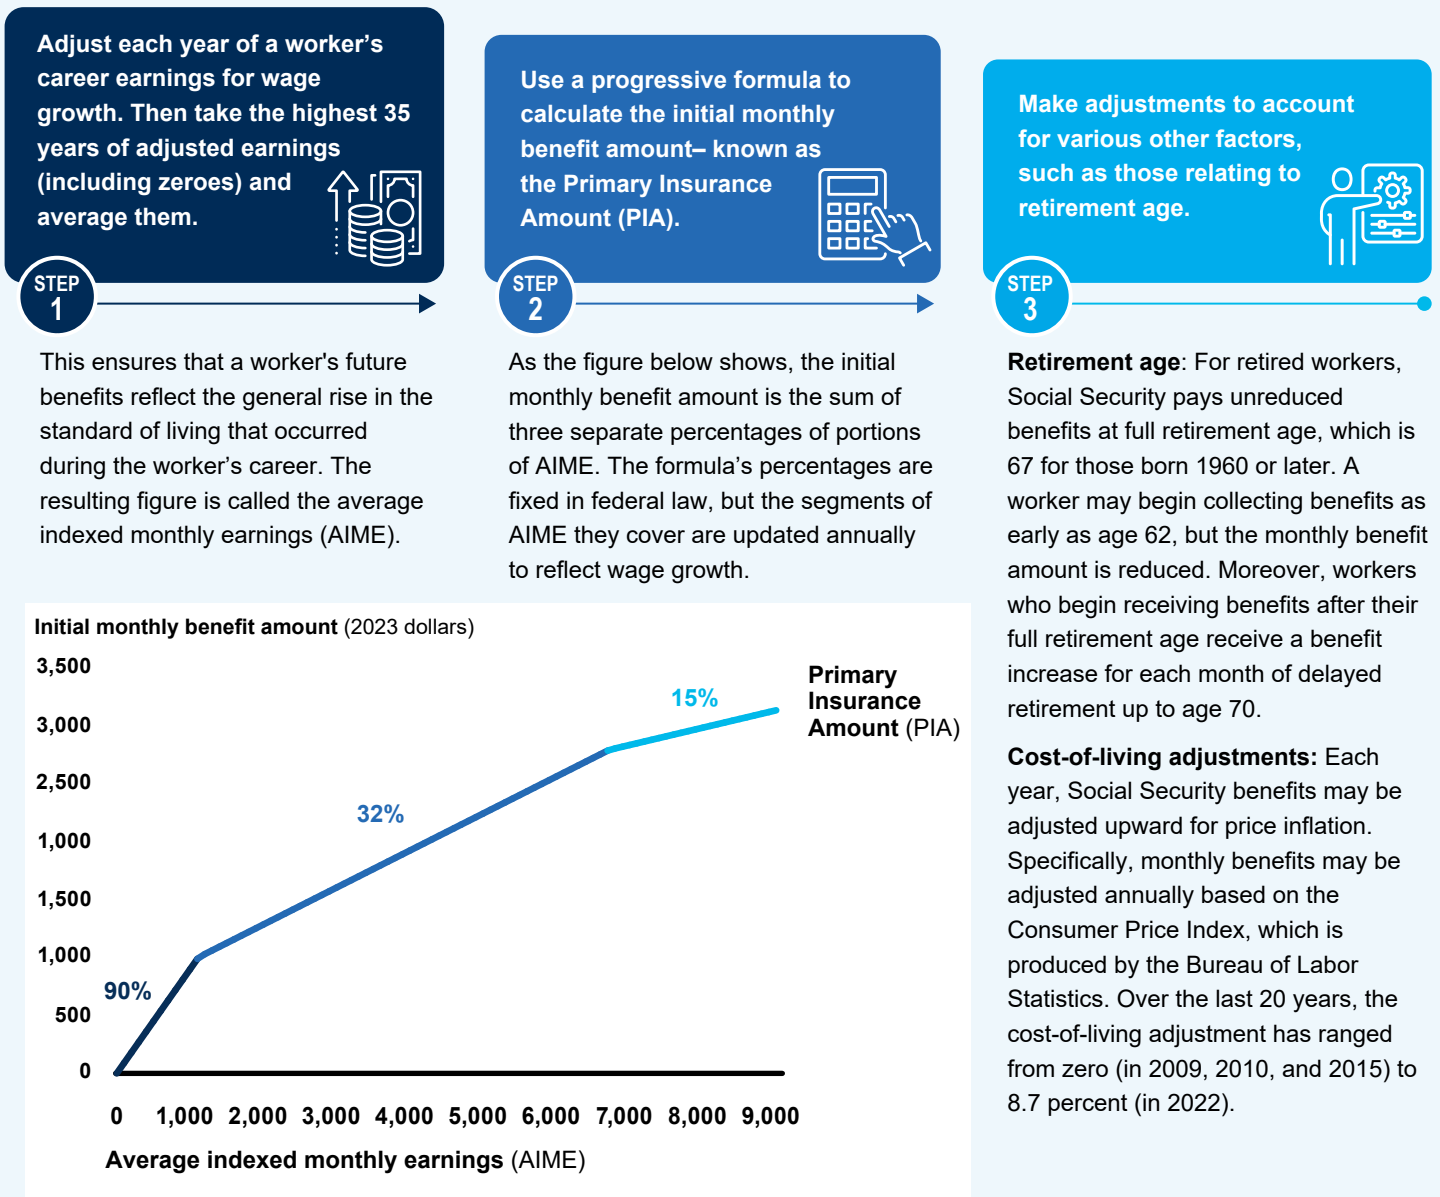 Adjust each year of a worker's
career earnings for wage
growth. Then take the highest 35
years of adjusted earnings
(including zeroes) and
average them.
STEP
1
This ensures that a worker's future
benefits reflect the general rise in the
standard of living that occurred
during the worker’s career. The
resulting figure is called the average
indexed monthly earnings (AIME).
Use a progressive formula to
calculate the initial monthly
benefit amount– known as
the Primary Insurance
Amount (PIA).
STEP
2
As the figure below shows, the initial
monthly benefit amount is the sum of
three separate percentages of portions
of AIME. The formula’s percentages are
fixed in federal law, but the segments of
AIME they cover are updated annually
to reflect wage growth.
Make adjustments to account
for various other factors,
such as those relating to
retirement age.
STEP
3
Retirement age: For retired workers,
Social Security pays unreduced
benefits at full retirement age, which is
67 for those born 1960 or later. A
worker may begin collecting benefits as
early as age 62, but the monthly benefit
amount is reduced. Moreover, workers
who begin receiving benefits after their
full retirement age receive a benefit
increase for each month of delayed
retirement up to age 70.
Cost-of-living adjustments: Each
year, Social Security benefits may be
adjusted upward for price inflation.
Specifically, monthly benefits may be
adjusted annually based on the
Consumer Price Index, which is
produced by the Bureau of Labor
Statistics. Over the last 20 years, the
cost-of-living adjustment has ranged
from zero (in 2009, 2010, and 2015) to
8.7 percent (in 2022).
Initial monthly benefit amount (2023 dollars)
3,500
3,000
2,500
1,000
1,500
1,000
500
0
90%
32%
15%
Primary
Insurance
Amount (PIA)
0 1,000 2,000 3,000 4,000 5,000 6,000 7,000 8,000 9,000
Average indexed monthly earnings (AIME)